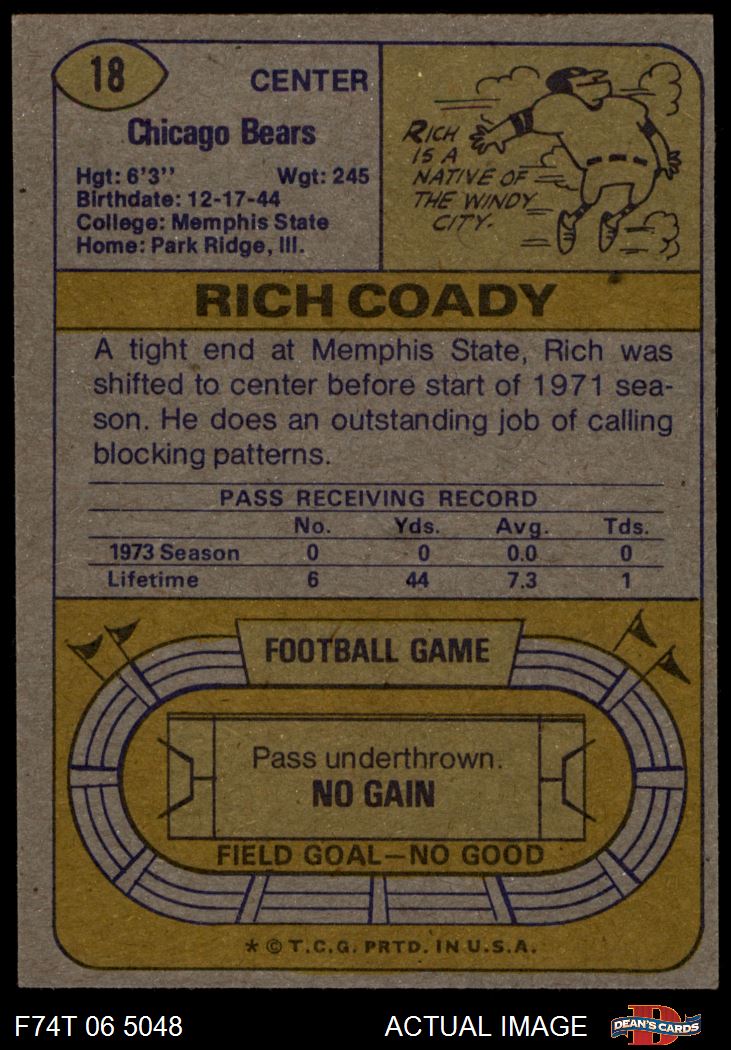 18
CENTER
Chicago Bears
Hgt: 6'3'' Wgt: 245
Birthdate: 12-17-44
College: Memphis State
Home: Park Ridge, Ill.
RICH
IS A
NATIVE OF
THE WINDY
CITY.
RICH COADY
A tight end at Memphis State, Rich was
shifted to center before start of 1971 sea-
son. He does an outstanding job of calling
blocking patterns.
PASS RECEIVING RECORD
No. Yds. Avg. Tds.
1973 Season 0 0 0.0 0
Lifetime 6 44 7.3 1
FOOTBALL GAME
Pass underthrown.
NO GAIN
FIELD GOAL—NO GOOD
* © T.C.G. PRTD. IN U.S.A.
F74T 06 5048 ACTUAL IMAGE
D
DEAN'S CARDS